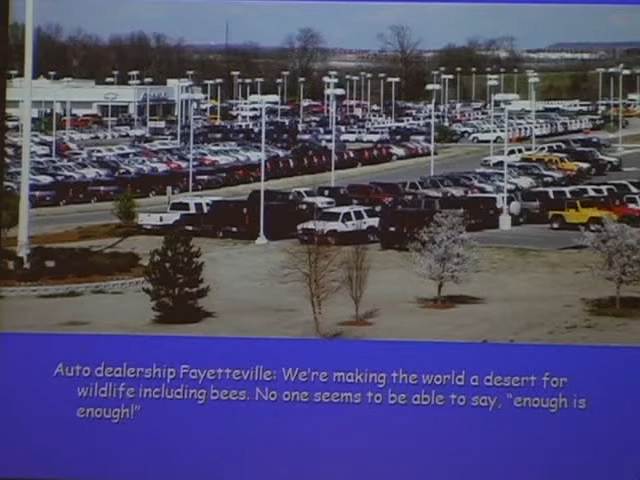 Auto dealership Fayetteville: We're making the world a desert for
wildlife including bees. No one seems to be able to say, "enough is
enough!"